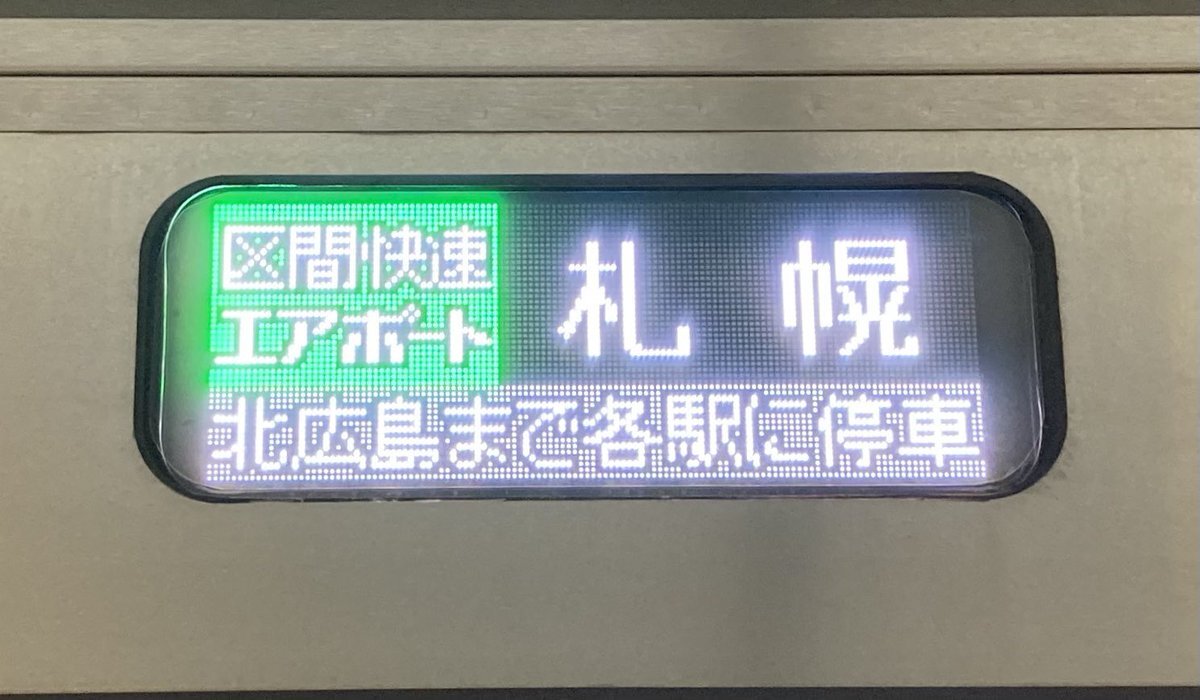 区間快速
エアポート
札幌
北広島まで各駅に停車